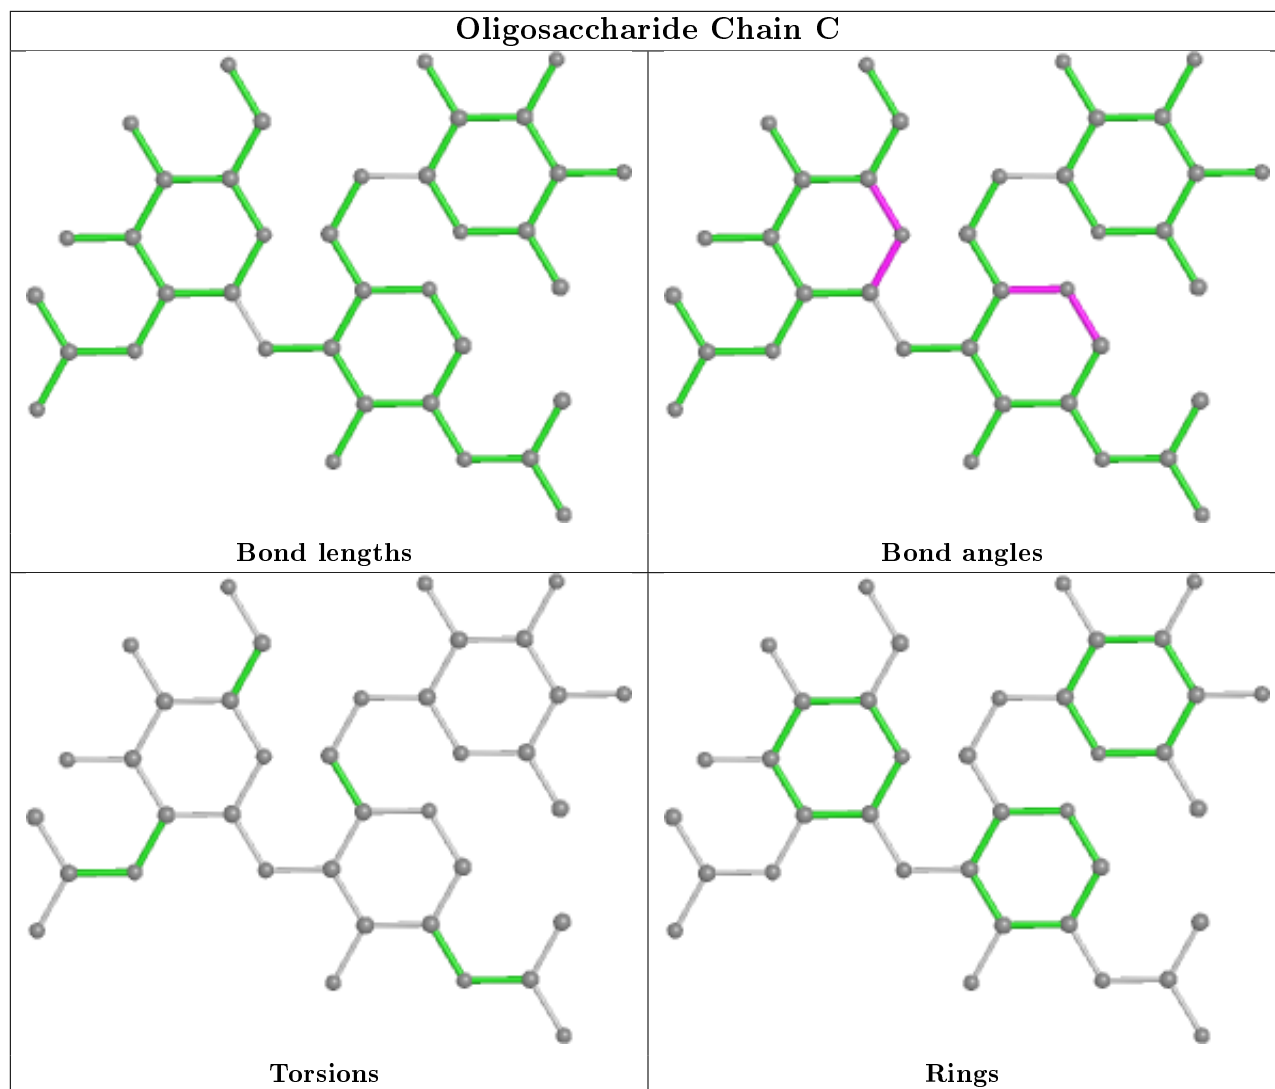 Oligosaccharide Chain C
Bond lengths
Bond angles
Torsions
Rings